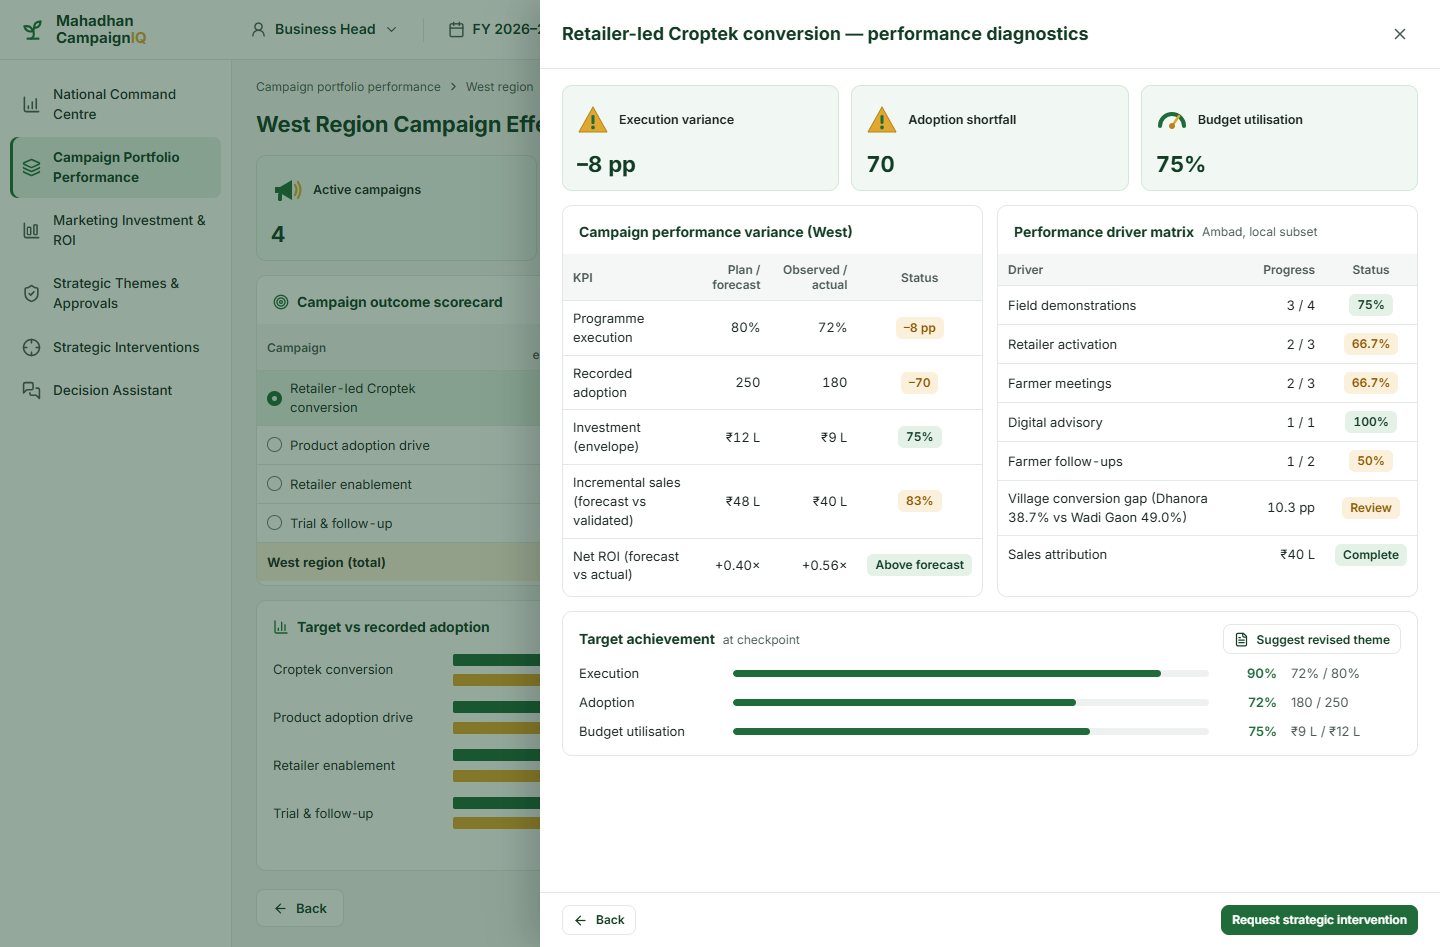 Mahadhan
CampaignIQ
Business Head
FY 2026–2
National Command
Centre
Campaign Portfolio
Performance
Marketing Investment &
ROI
Strategic Themes &
Approvals
Strategic Interventions
Decision Assistant
Campaign portfolio performance > West region
West Region Campaign Effe
Active campaigns
4
Campaign outcome scorecard
Campaign
e
Retailer-led Croptek
conversion
Product adoption drive
Retailer enablement
Trial & follow-up
West region (total)
Target vs recorded adoption
Croptek conversion
Product adoption drive
Retailer enablement
Trial & follow-up
Back
Retailer-led Croptek conversion — performance diagnostics
Execution variance
–8 pp
Adoption shortfall
70
Budget utilisation
75%
Campaign performance variance (West)
KPI
Plan /
forecast
Observed /
actual
Status
Programme
execution
80%
72%
–8 pp
Recorded
adoption
250
180
–70
Investment
(envelope)
₹12 L
₹9 L
75%
Incremental sales
(forecast vs
validated)
₹48 L
₹40 L
83%
Net ROI (forecast
vs actual)
+0.40×
+0.56×
Above forecast
Performance driver matrix Ambad, local subset
Driver
Progress
Status
Field demonstrations
3 / 4
75%
Retailer activation
2 / 3
66.7%
Farmer meetings
2 / 3
66.7%
Digital advisory
1 / 1
100%
Farmer follow-ups
1 / 2
50%
Village conversion gap (Dhanora
38.7% vs Wadi Gaon 49.0%)
10.3 pp
Review
Sales attribution
₹40 L
Complete
Target achievement at checkpoint
Suggest revised theme
Execution
90%
72% / 80%
Adoption
72%
180 / 250
Budget utilisation
75%
₹9 L / ₹12 L
Back
Request strategic intervention